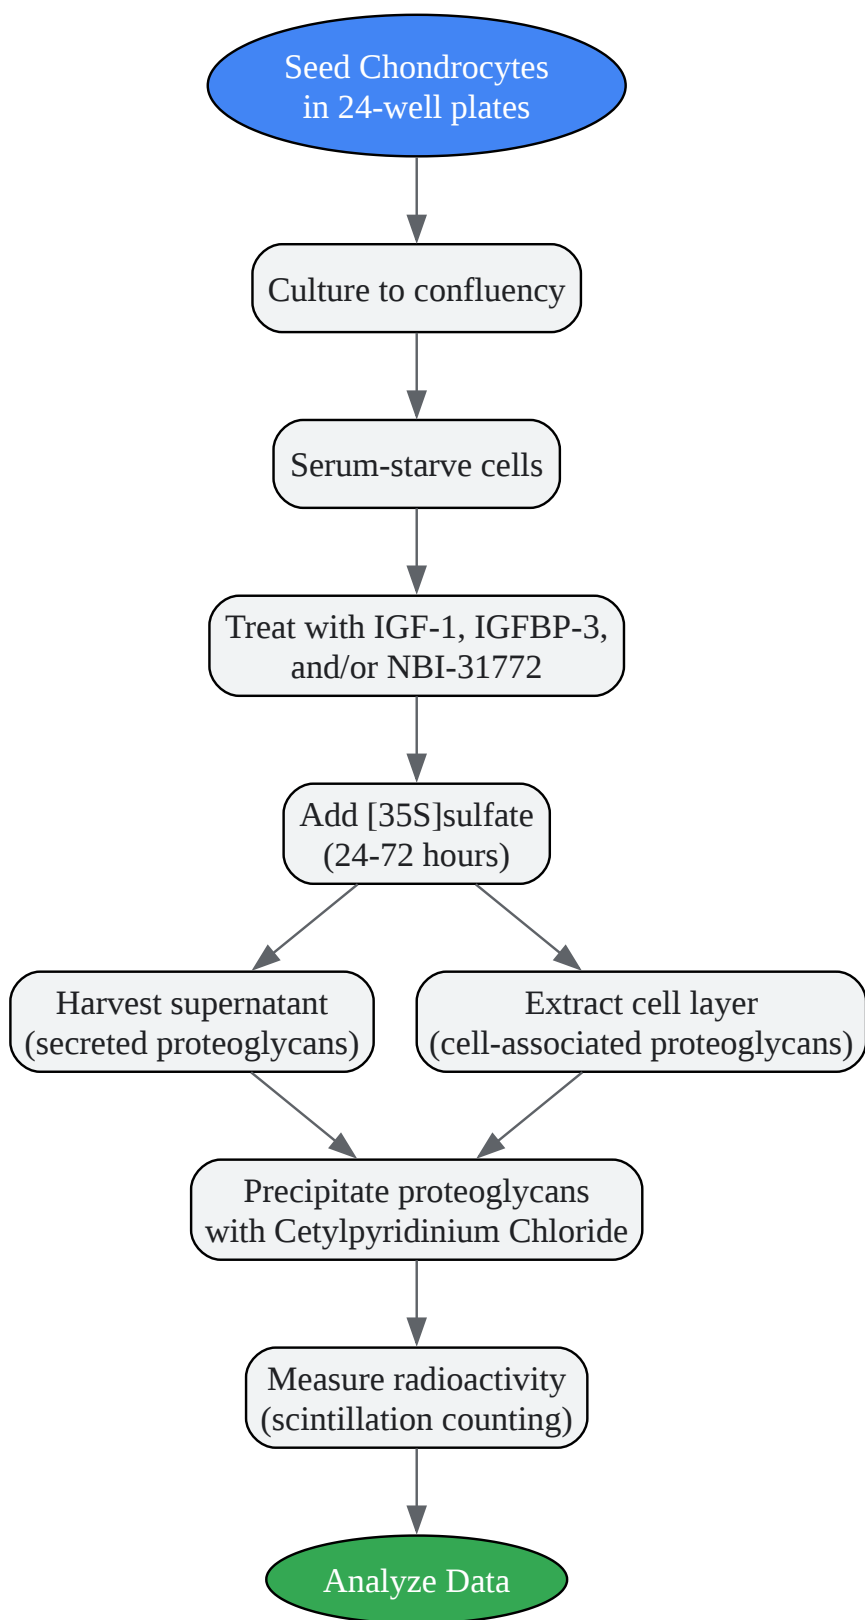 Seed Chondrocytes
in 24-well plates
Culture to confluency
Serum-starve cells
Treat with IGF-1, IGFBP-3,
and/or NBI-31772
Add [35S]sulfate
(24-72 hours)
Harvest supernatant
(secreted proteoglycans)
Extract cell layer
(cell-associated proteoglycans)
Precipitate proteoglycans
with Cetylpyridinium Chloride
Measure radioactivity
(scintillation counting)
Analyze Data